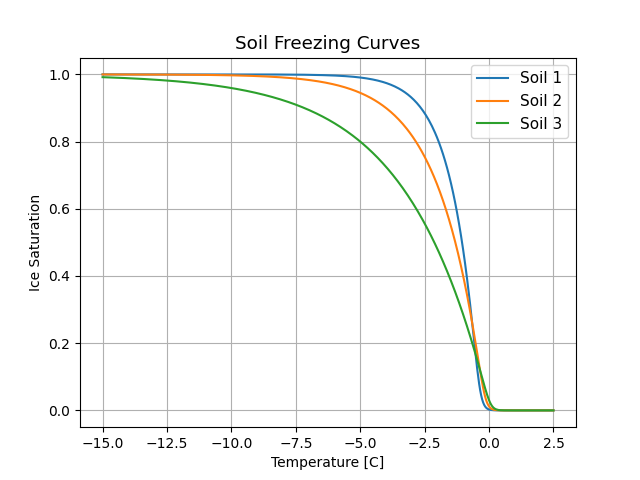 Soil Freezing Curves
Ice Saturation
1.0
0.8
0.6
0.4
0.2
0.0
Soil 1
Soil 2
Soil 3
−15.0 −12.5 −10.0 −7.5 −5.0 −2.5 0.0 2.5
Temperature [C]